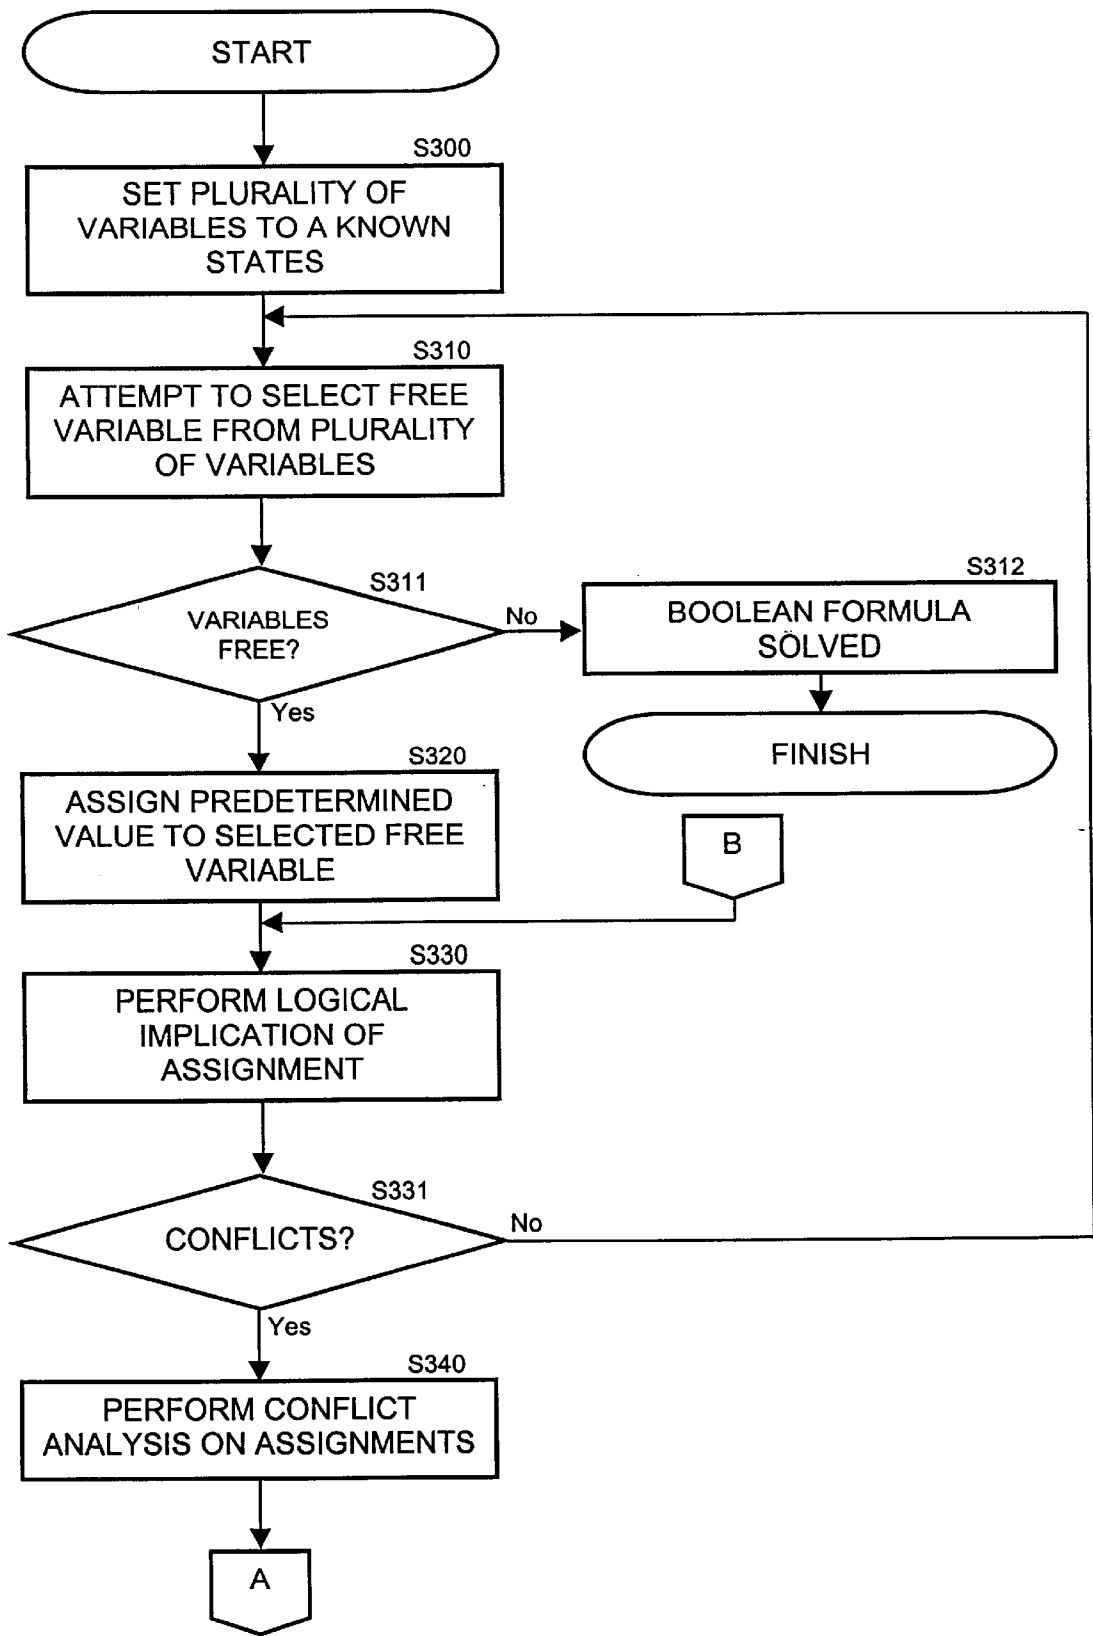 START
S300
SET PLURALITY OF
VARIABLES TO A KNOWN
STATES
S310
ATTEMPT TO SELECT FREE
VARIABLE FROM PLURALITY
OF VARIABLES
S311
VARIABLES
FREE?
No
Yes
S312
BOOLEAN FORMULA
SOLVED
FINISH
S320
ASSIGN PREDETERMINED
VALUE TO SELECTED FREE
VARIABLE
B
S330
PERFORM LOGICAL
IMPLICATION OF
ASSIGNMENT
S331
CONFLICTS?
No
Yes
S340
PERFORM CONFLICT
ANALYSIS ON ASSIGNMENTS
A